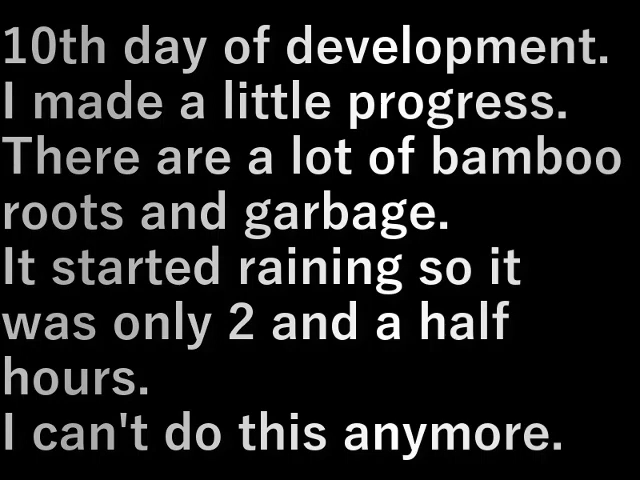 10th day of development.
I made a little progress.
There are a lot of bamboo
roots and garbage.
It started raining so it
was only 2 and a half
hours.
I can't do this anymore.